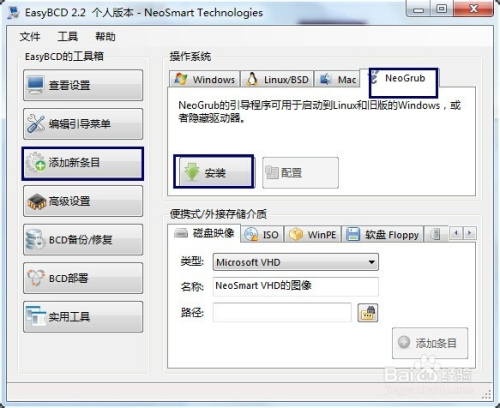 EasyBCD 2.2 个人版本 - NeoSmart Technologies
文件 工具 帮助
EasyBCD的工具箱
查看设置
编辑引导菜单
添加新条目
高级设置
BCD备份/修复
BCD部署
实用工具
操作系统
Windows Linux/BSD Mac NeoGrub
NeoGrub的引导程序可用于启动到Linux和旧版的Windows，或
者隐藏驱动器。
安装 配置
便携式/外接存储介质
磁盘映像 ISO WinPE 软盘 Floppy
类型: Microsoft VHD
名称: NeoSmart VHD的图像
路径:
添加条目
Baidu经验